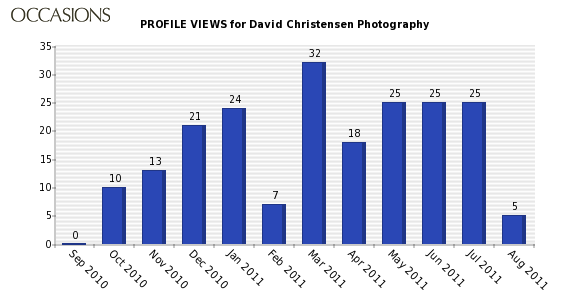 OCCASIONS
PROFILE VIEWS for David Christensen Photography
35
30
25
20
15
10
5
0
0
10
13
21
24
7
32
18
25
25
25
5
Sep 2010
Oct 2010
Nov 2010
Dec 2010
Jan 2011
Feb 2011
Mar 2011
Apr 2011
May 2011
Jun 2011
Jul 2011
Aug 2011